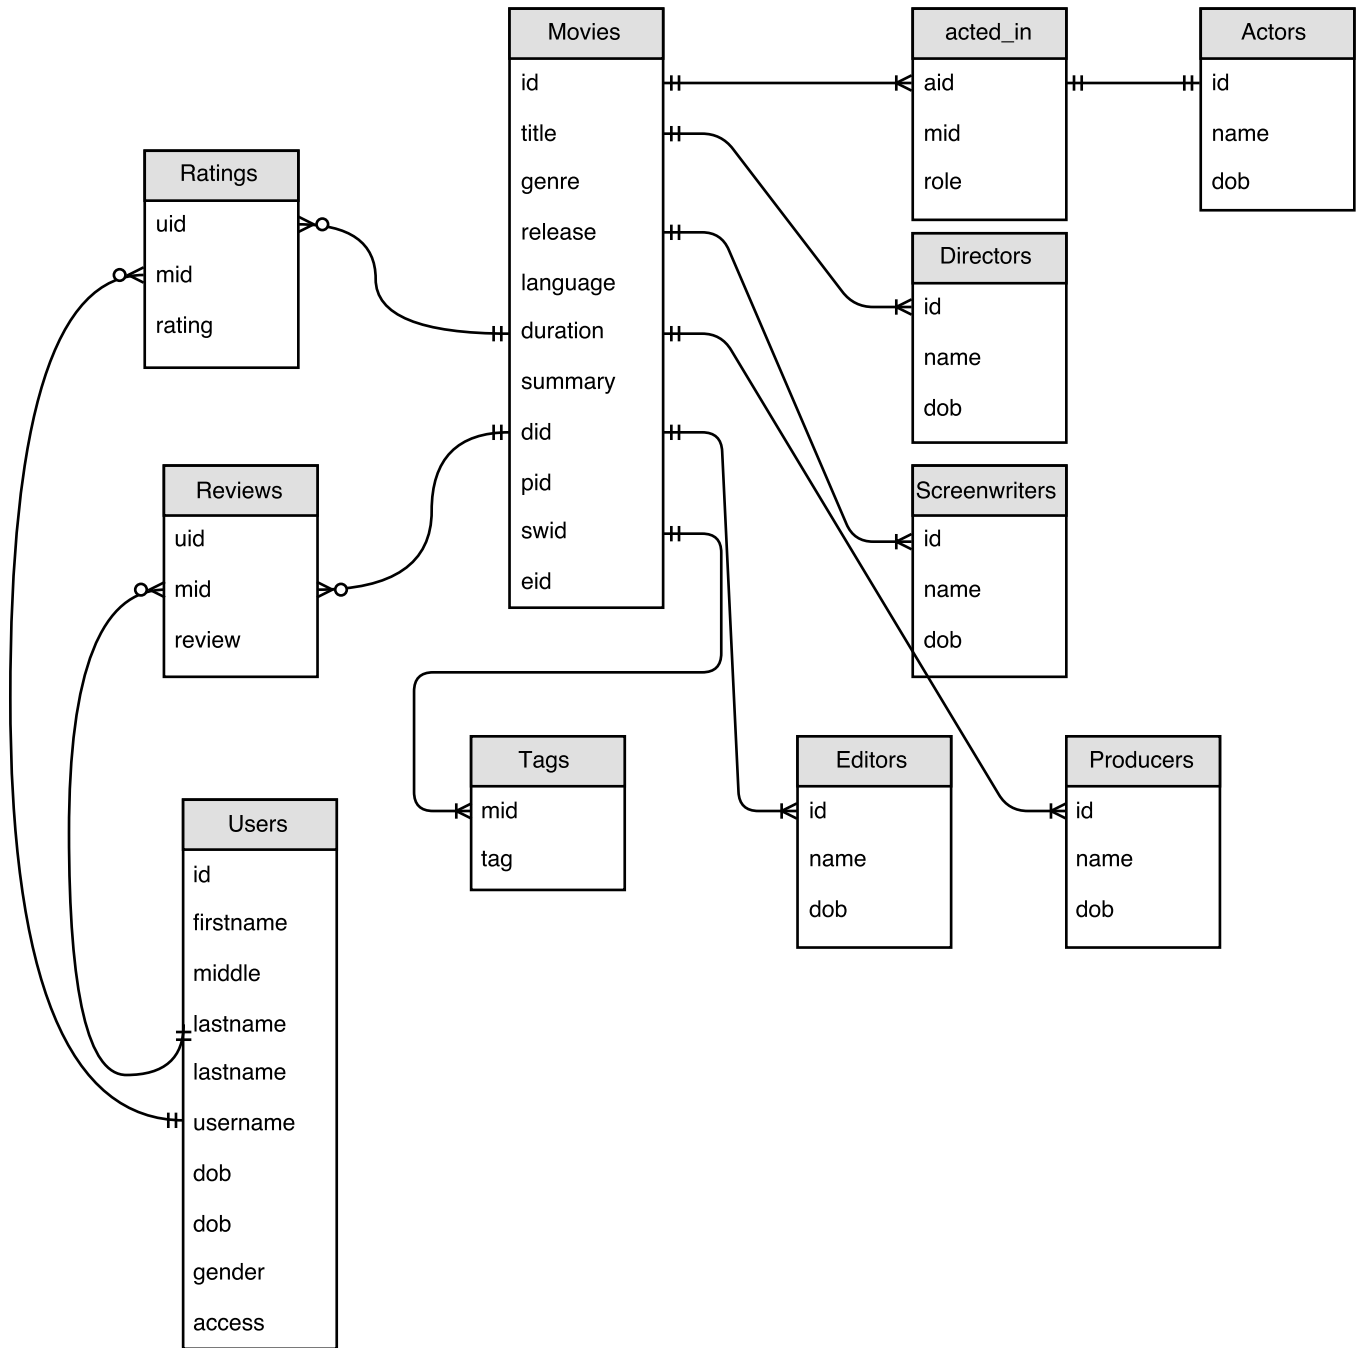 Movies
id
title
genre
release
language
duration
summary
did
pid
swid
eid
acted_in
aid
mid
role
Actors
id
name
dob
Ratings
uid
mid
rating
Directors
id
name
dob
Reviews
uid
mid
review
Screenwriters
id
name
dob
Tags
mid
tag
Editors
id
name
dob
Producers
id
name
dob
Users
id
firstname
middle
lastname
lastname
username
dob
dob
gender
access